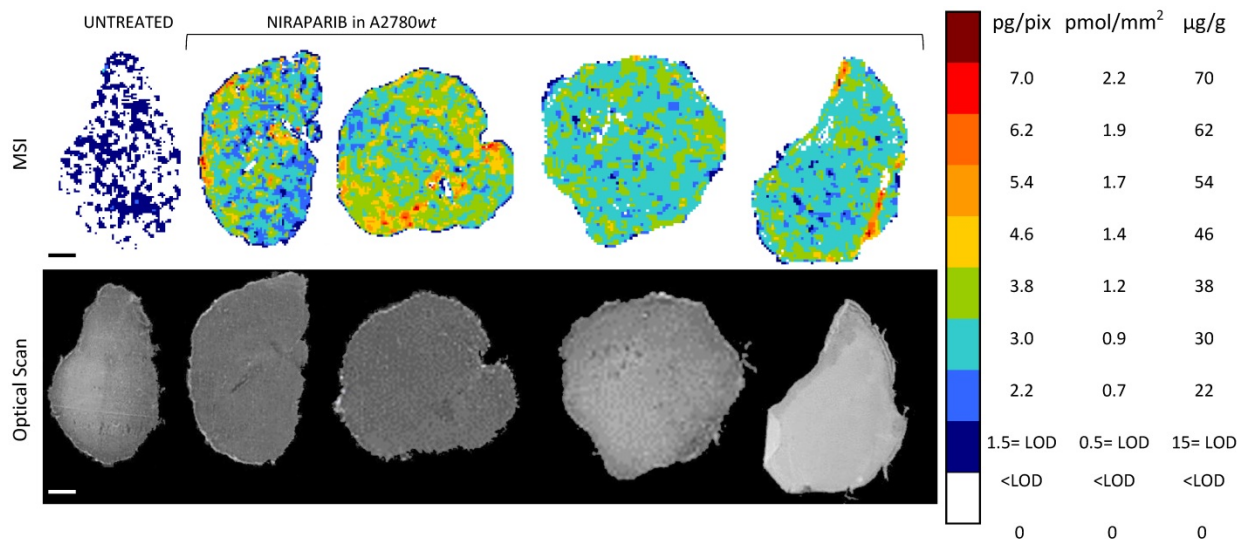 UNTREATED
NIRAPARIB in A2780wt
MSI
Optical Scan
pg/pix pmol/mm² µg/g
7.0 2.2 70
6.2 1.9 62
5.4 1.7 54
4.6 1.4 46
3.8 1.2 38
3.0 0.9 30
2.2 0.7 22
1.5= LOD 0.5= LOD 15= LOD
<LOD <LOD <LOD
0 0 0